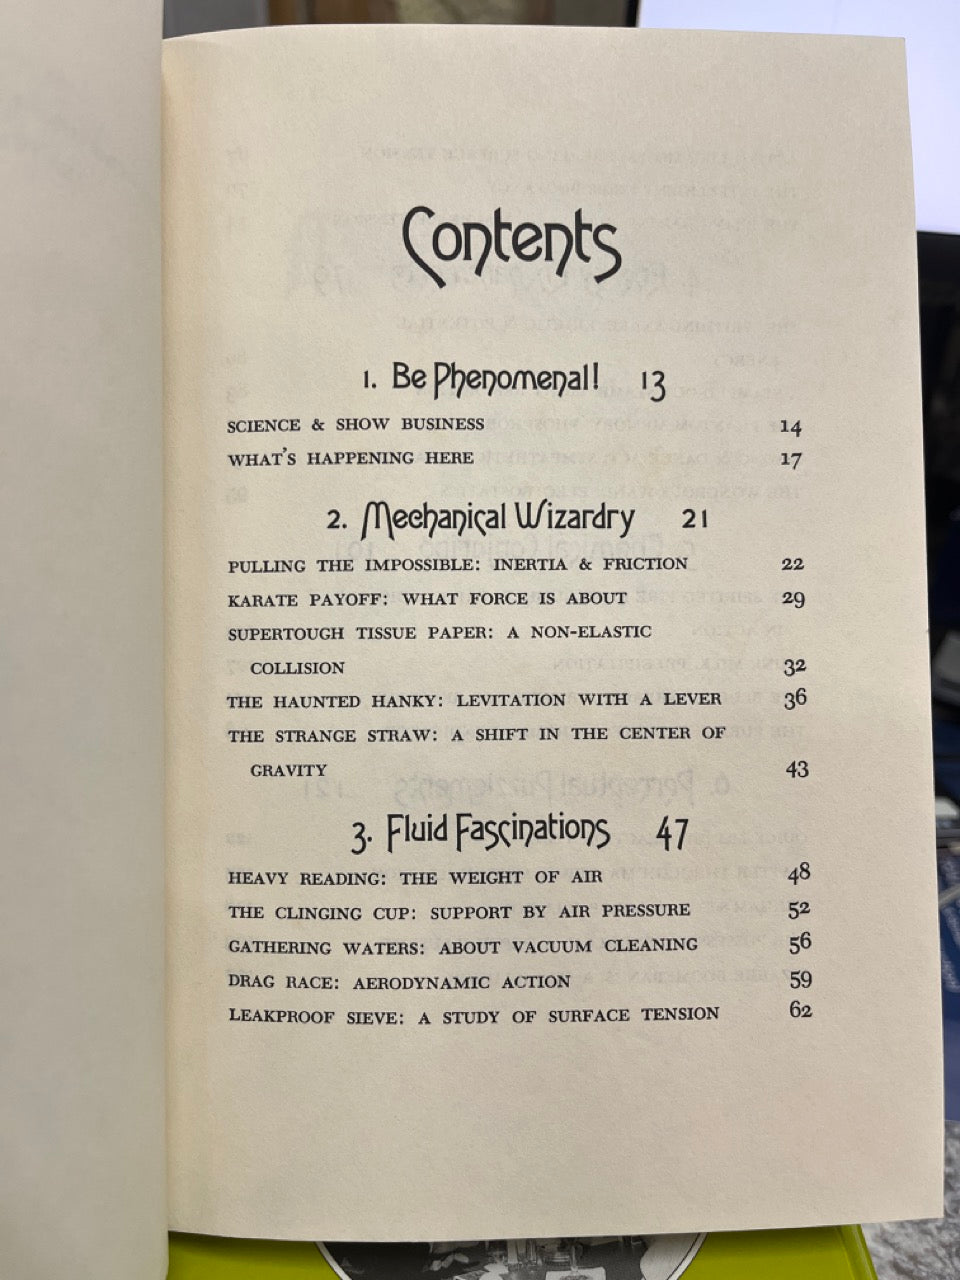 Contents
1. Be Phenomenal! 13
SCIENCE & SHOW BUSINESS 14
WHAT'S HAPPENING HERE 17
2. Mechanical Wizardry 21
PULLING THE IMPOSSIBLE: INERTIA & FRICTION 22
KARATE PAYOFF: WHAT FORCE IS ABOUT 29
SUPERTOUGH TISSUE PAPER: A NON-ELASTIC
COLLISION 32
THE HAUNTED HANKY: LEVITATION WITH A LEVER 36
THE STRANGE STRAW: A SHIFT IN THE CENTER OF
GRAVITY 43
3. Fluid Fascinations 47
HEAVY READING: THE WEIGHT OF AIR 48
THE CLINGING CUP: SUPPORT BY AIR PRESSURE 52
GATHERING WATERS: ABOUT VACUUM CLEANING 56
DRAG RACE: AERODYNAMIC ACTION 59
LEAKPROOF SIEVE: A STUDY OF SURFACE TENSION 62